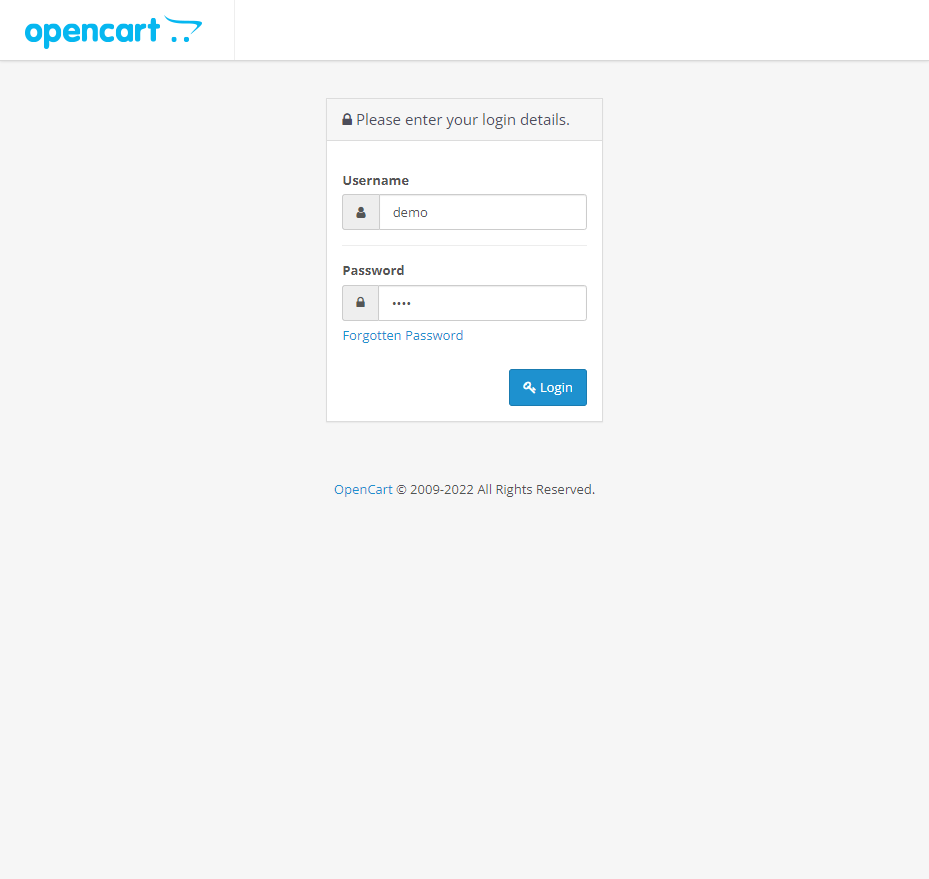 opencart
Please enter your login details.
Username
demo
Password
••••
Forgotten Password
Login
OpenCart © 2009-2022 All Rights Reserved.